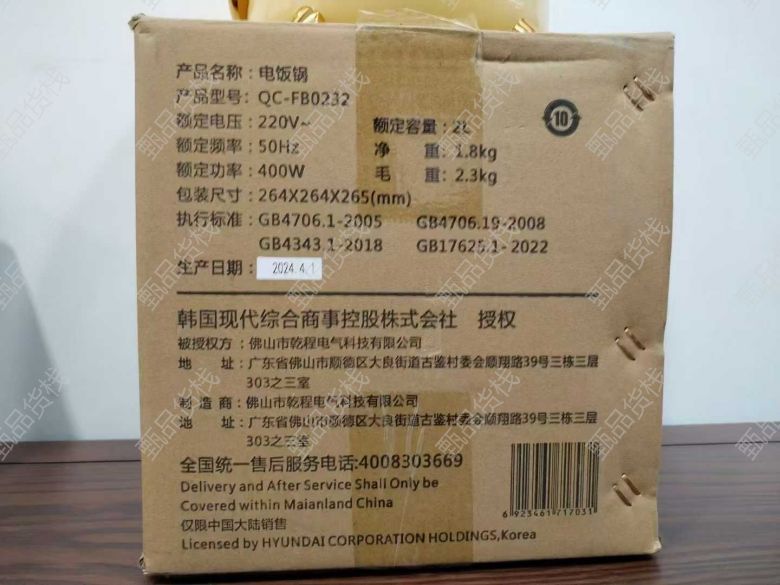 产品名称：电饭锅
产品型号：QC-FB0232
额定电压：220V~ 额定容量：2L
额定频率：50Hz 净 重：1.8kg
额定功率：400W 毛 重：2.3kg
包装尺寸：264X264X265(mm)
执行标准：GB4706.1-2005 GB4706.19-2008
GB4343.1-2018 GB17625.1-2022
生产日期：2024.4.1
10
韩国现代综合商事控股株式会社 授权
被授权方：佛山市乾程电气科技有限公司
地 址：广东省佛山市顺德区大良街道古鉴村委会顺翔路39号三栋三层
303之三室
制造商：佛山市乾程电气科技有限公司
地 址：广东省佛山市顺德区大良街道古鉴村委会顺翔路39号三栋三层
303之三室
全国统一售后服务电话:4008303669
Delivery and After Service Shall Only be
Covered within Maianland China
仅限中国大陆销售
Licensed by HYUNDAI CORPORATION HOLDINGS,Korea
6 923461 717031
甄品货栈